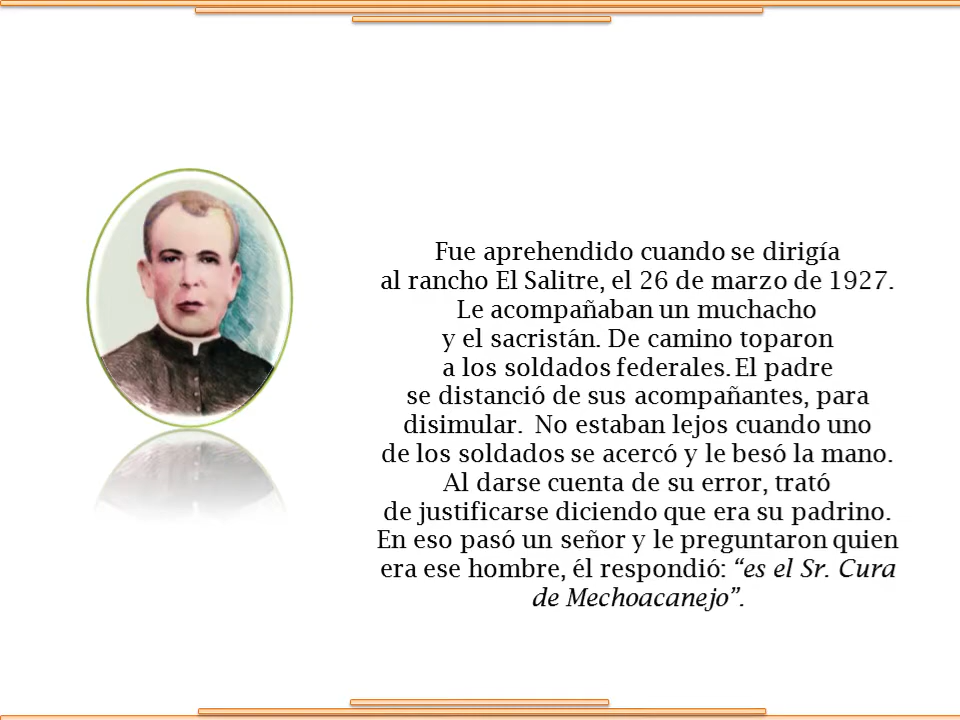 Fue aprehendido cuando se dirigía
al rancho El Salitre, el 26 de marzo de 1927.
Le acompañaban un muchacho
y el sacristán. De camino toparon
a los soldados federales. El padre
se distanció de sus acompañantes, para
disimular.  No estaban lejos cuando uno
de los soldados se acercó y le besó la mano.
Al darse cuenta de su error, trató
de justificarse diciendo que era su padrino.
En eso pasó un señor y le preguntaron quien
era ese hombre, él respondió: “es el Sr. Cura
de Mechoacanejo”.